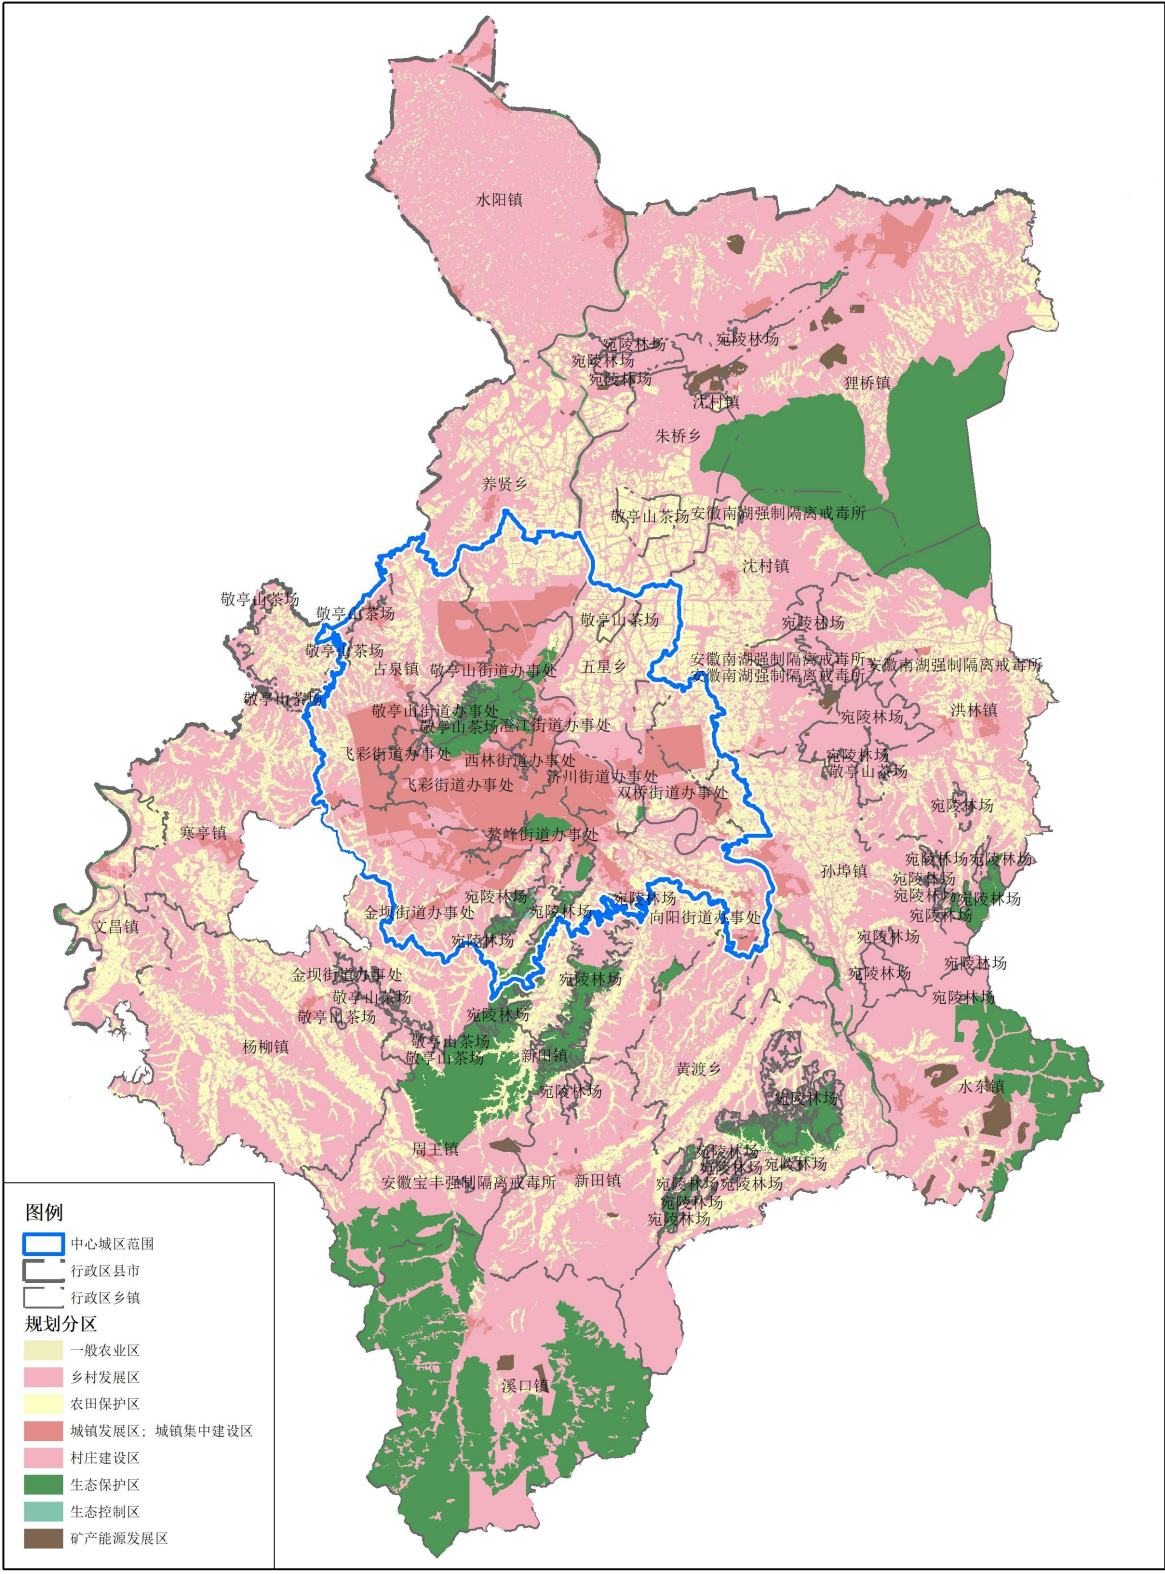 水阳镇
宛陵林场
宛陵林场
宛陵林场
宛陵林场
狸桥镇
沈村镇
朱桥乡
养贤乡
敬亭山茶场
安徽南湖强制隔离戒毒所
沈村镇
敬亭山茶场
敬亭山茶场
敬亭山茶场
宛陵林场
敬亭山茶场
五星乡
安徽南湖强制隔离戒毒所
安徽南湖强制隔离戒毒所
安徽南湖强制隔离戒毒所
古泉镇
敬亭山街道办事处
敬亭山茶场
敬亭山街道办事处
敬亭山茶场
澄江街道办事处
宛陵林场
洪林镇
飞彩街道办事处
西林街道办事处
济川街道办事处
宛陵林场
敬亭山茶场
飞彩街道办事处
双桥街道办事处
宛陵林场
寒亭镇
鳌峰街道办事处
孙埠镇
宛陵林场
宛陵林场
宛陵林场
宛陵林场
宛陵林场
宛陵林场
宛陵林场
宛陵林场
宛陵林场
金坝街道办事处
向阳街道办事处
文昌镇
宛陵林场
宛陵林场
宛陵林场
宛陵林场
金坝街道办事处
宛陵林场
敬亭山茶场
宛陵林场
敬亭山茶场
宛陵林场
杨柳镇
敬亭山茶场
敬亭山茶场
新田镇
黄渡乡
宛陵林场
宛陵林场
水东镇
周王镇
宛陵林场
宛陵林场
宛陵林场
安徽宝丰强制隔离戒毒所
新田镇
宛陵林场
宛陵林场
宛陵林场
宛陵林场
溪口镇
图例
中心城区范围
行政区县市
行政区乡镇
规划分区
一般农业区
乡村发展区
农田保护区
城镇发展区；城镇集中建设区
村庄建设区
生态保护区
生态控制区
矿产能源发展区